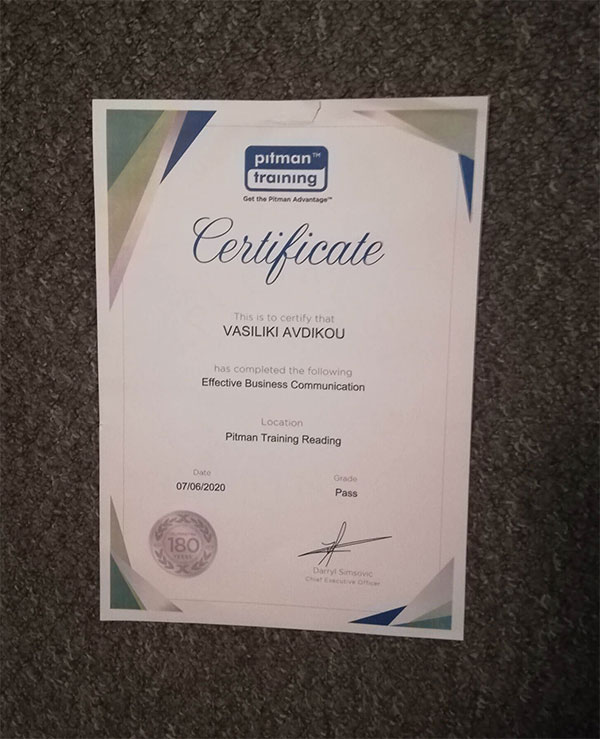 pitman™
training
Get the Pitman Advantage™
Certificate
This is to certify that
VASILIKI AVDIKOU
has completed the following
Effective Business Communication
Location
Pitman Training Reading
Date
07/06/2020
Grade
Pass
180
YEARS
Darryl Simsovic
Chief Executive Officer